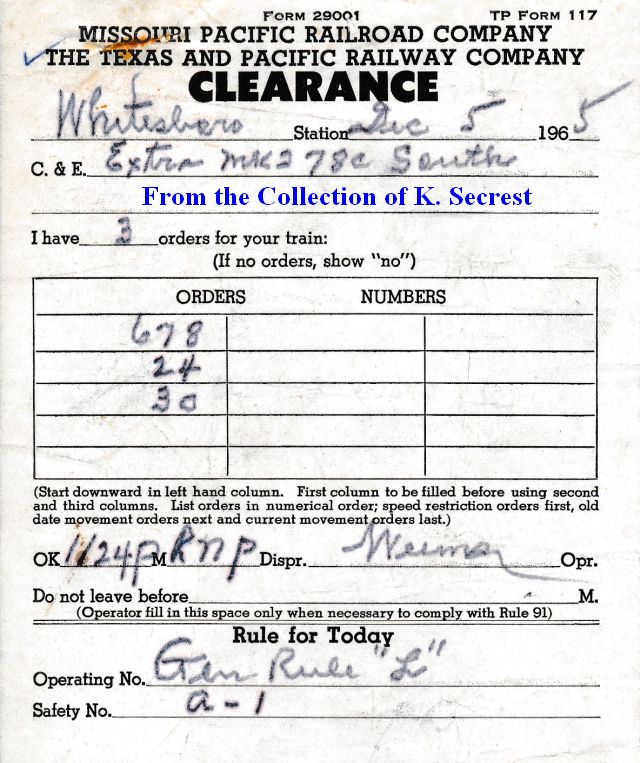 FORM 29001 TP FORM 117
MISSOURI PACIFIC RAILROAD COMPANY
THE TEXAS AND PACIFIC RAILWAY COMPANY
CLEARANCE
Whitesboro Station Dec 5 1965
C. & E. Extra MK 278c South
From the Collection of K. Secrest
I have 3 orders for your train:
(If no orders, show "no")
ORDERS NUMBERS
678
24
30
(Start downward in left hand column. First column to be filled before using second
and third columns. List orders in numerical order; speed restriction orders first, old
date movement orders next and current movement orders last.)
OK 1124p M RNP Dispr. Opr.
Do not leave before M.
(Operator fill in this space only when necessary to comply with Rule 91)
Rule for Today
Operating No. Gen Rule "L"
Safety No. a-1